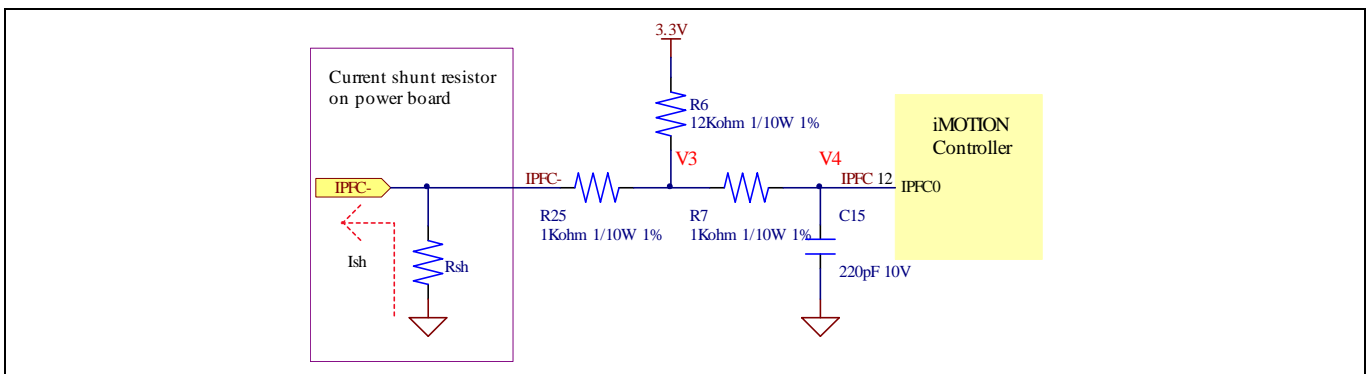 3.3V
Current shunt resistor
on power board
R6
12Kohm 1/10W 1%
iMOTION
Controller
V3
V4
IPFC-
IPFC-
IPFC 12
IPFC0
R25
1Kohm 1/10W 1%
R7
1Kohm 1/10W 1%
C15
Ish
Rsh
220pF 10V